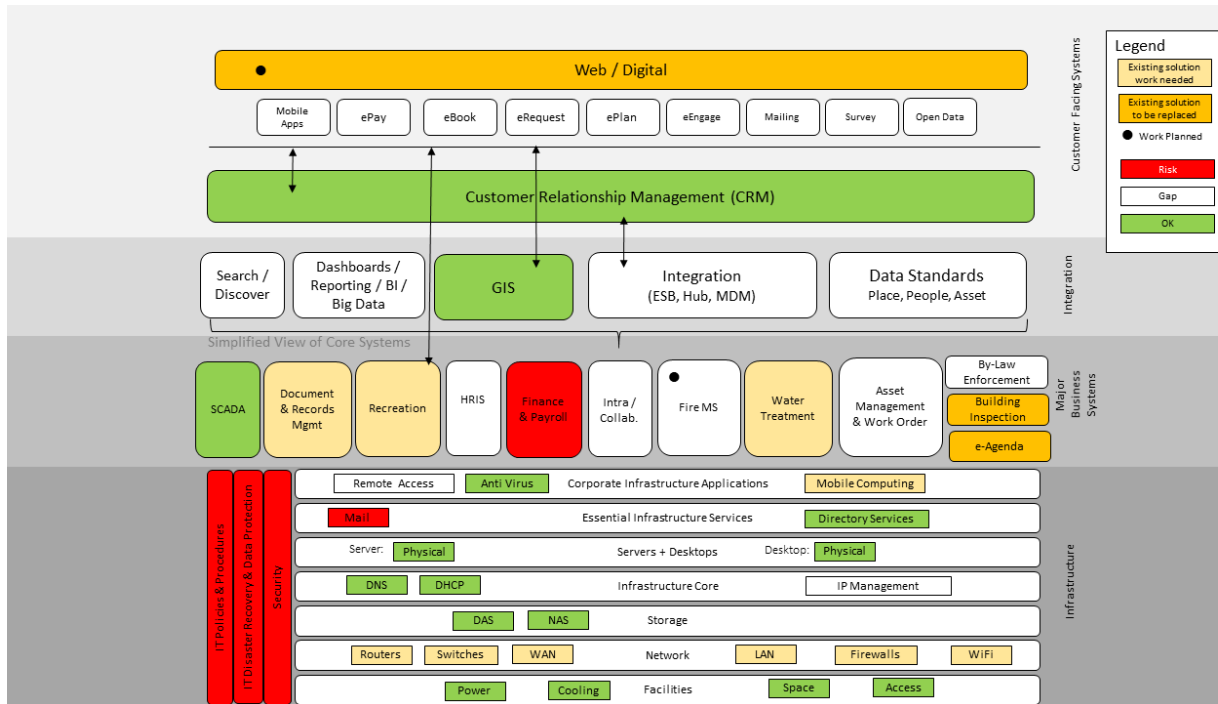 Legend
Existing solution
work needed
Existing solution
to be replaced
Work Planned
Risk
Gap
OK
Customer Facing Systems
Web / Digital
Mobile
Apps
ePay
eBook
eRequest
ePlan
eEngage
Mailing
Survey
Open Data
Customer Relationship Management (CRM)
Integration
Search /
Discover
Dashboards /
Reporting / BI /
Big Data
GIS
Integration
(ESB, Hub, MDM)
Data Standards
Place, People, Asset
Simplified View of Core Systems
Major
Business
Systems
SCADA
Document
& Records
Mgmt
Recreation
HRIS
Finance
& Payroll
Intra /
Collab.
Fire MS
Water
Treatment
Asset
Management
& Work Order
By-Law
Enforcement
Building
Inspection
e-Agenda
Infrastructure
IT Policies & Procedures
IT Disaster Recovery & Data Protection
Security
Remote Access
Anti Virus
Corporate Infrastructure Applications
Mobile Computing
Mail
Essential Infrastructure Services
Directory Services
Server:
Physical
Servers + Desktops
Desktop:
Physical
DNS
DHCP
Infrastructure Core
IP Management
DAS
NAS
Storage
Routers
Switches
WAN
Network
LAN
Firewalls
WiFi
Power
Cooling
Facilities
Space
Access